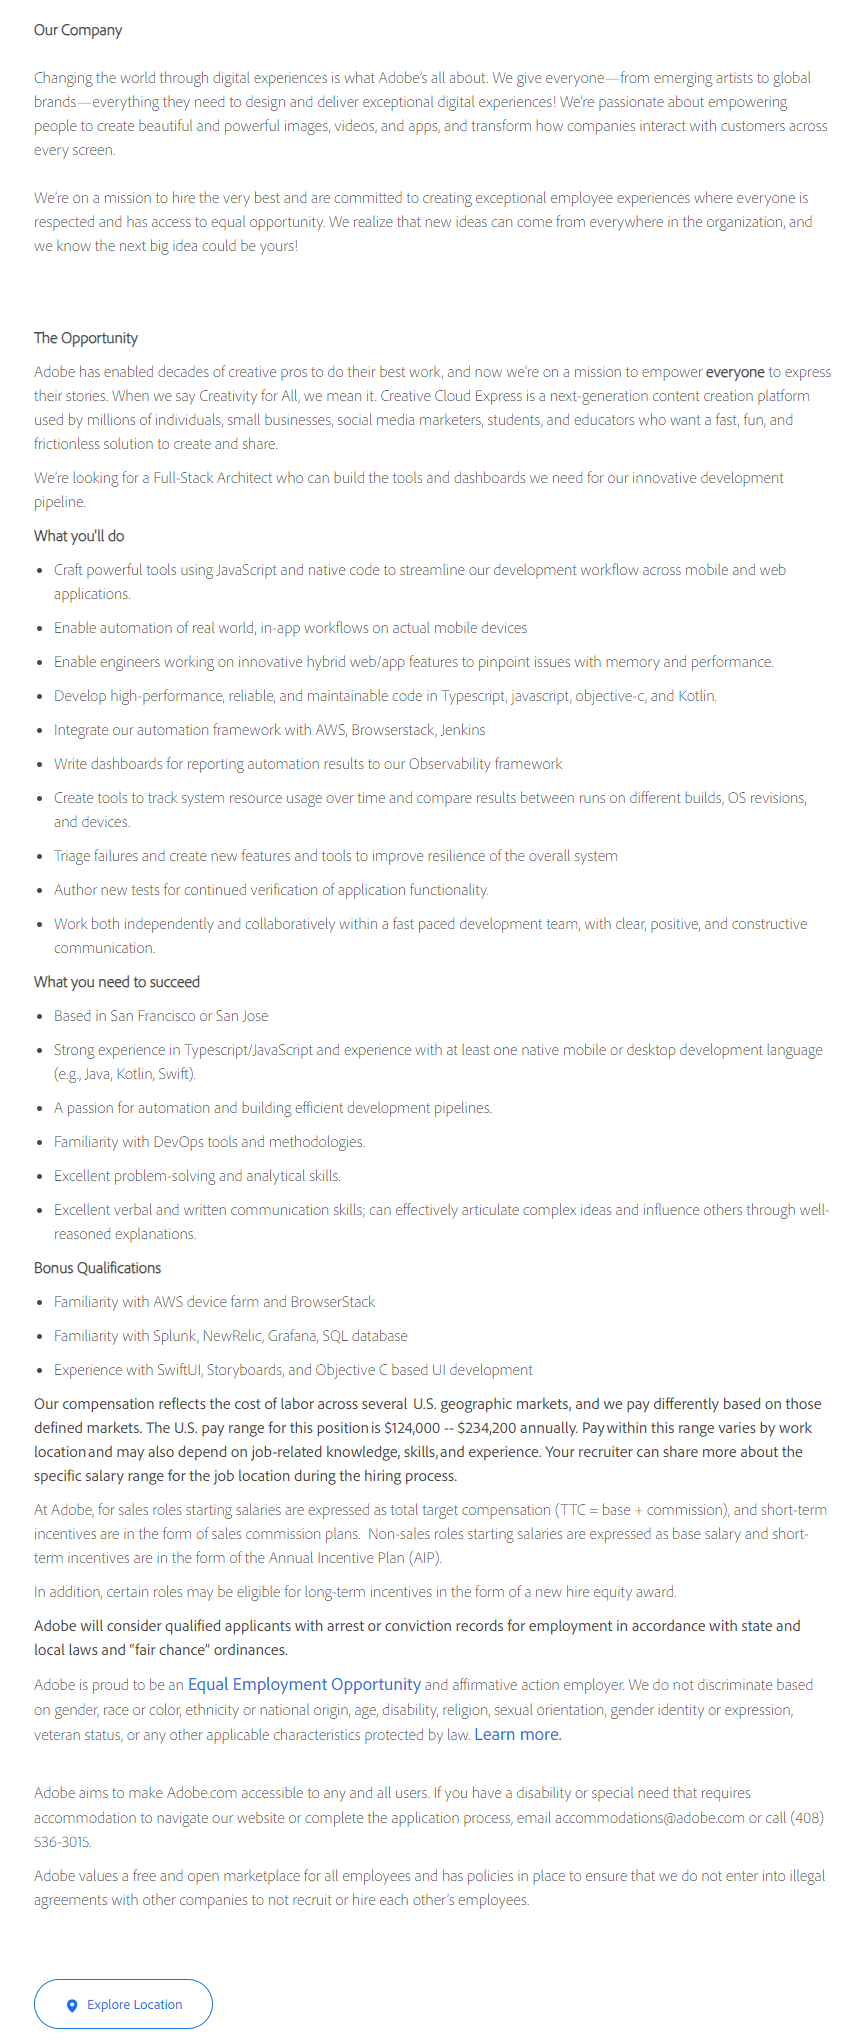 Our Company
Changing the world through digital experiences is what Adobe's all about. We give everyone—from emerging artists to global
brands—everything they need to design and deliver exceptional digital experiences! We're passionate about empowering
people to create beautiful and powerful images, videos, and apps, and transform how companies interact with customers across
every screen.
We're on a mission to hire the very best and are committed to creating exceptional employee experiences where everyone is
respected and has access to equal opportunity. We realize that new ideas can come from everywhere in the organization, and
we know the next big idea could be yours!
The Opportunity
Adobe has enabled decades of creative pros to do their best work, and now we're on a mission to empower everyone to express
their stories. When we say Creativity for All, we mean it. Creative Cloud Express is a next-generation content creation platform
used by millions of individuals, small businesses, social media marketers, students, and educators who want a fast, fun, and
frictionless solution to create and share.
We're looking for a Full-Stack Architect who can build the tools and dashboards we need for our innovative development
pipeline.
What you'll do
• Craft powerful tools using JavaScript and native code to streamline our development workflow across mobile and web
applications.
• Enable automation of real world, in-app workflows on actual mobile devices
• Enable engineers working on innovative hybrid web/app features to pinpoint issues with memory and performance.
• Develop high-performance, reliable, and maintainable code in Typescript, javascript, objective-c, and Kotlin.
• Integrate our automation framework with AWS, Browserstack, Jenkins
• Write dashboards for reporting automation results to our Observability framework
• Create tools to track system resource usage over time and compare results between runs on different builds, OS revisions,
and devices.
• Triage failures and create new features and tools to improve resilience of the overall system
• Author new tests for continued verification of application functionality.
• Work both independently and collaboratively within a fast paced development team, with clear, positive, and constructive
communication.
What you need to succeed
• Based in San Francisco or San Jose
• Strong experience in Typescript/JavaScript and experience with at least one native mobile or desktop development language
(e.g., Java, Kotlin, Swift).
• A passion for automation and building efficient development pipelines.
• Familiarity with DevOps tools and methodologies.
• Excellent problem-solving and analytical skills.
• Excellent verbal and written communication skills; can effectively articulate complex ideas and influence others through well-
reasoned explanations.
Bonus Qualifications
• Familiarity with AWS device farm and BrowserStack
• Familiarity with Splunk, NewRelic, Grafana, SQL database
• Experience with SwiftUI, Storyboards, and Objective C based UI development
Our compensation reflects the cost of labor across several U.S. geographic markets, and we pay differently based on those
defined markets. The U.S. pay range for this position is $124,000 -- $234,200 annually. Pay within this range varies by work
location and may also depend on job-related knowledge, skills, and experience. Your recruiter can share more about the
specific salary range for the job location during the hiring process.
At Adobe, for sales roles starting salaries are expressed as total target compensation (TTC = base + commission), and short-term
incentives are in the form of sales commission plans. Non-sales roles starting salaries are expressed as base salary and short-
term incentives are in the form of the Annual Incentive Plan (AIP).
In addition, certain roles may be eligible for long-term incentives in the form of a new hire equity award.
Adobe will consider qualified applicants with arrest or conviction records for employment in accordance with state and
local laws and "fair chance" ordinances.
Adobe is proud to be an Equal Employment Opportunity and affirmative action employer. We do not discriminate based
on gender, race or color, ethnicity or national origin, age, disability, religion, sexual orientation, gender identity or expression,
veteran status, or any other applicable characteristics protected by law. Learn more.
Adobe aims to make Adobe.com accessible to any and all users. If you have a disability or special need that requires
accommodation to navigate our website or complete the application process, email accommodations@adobe.com or call (408)
536-3015.
Adobe values a free and open marketplace for all employees and has policies in place to ensure that we do not enter into illegal
agreements with other companies to not recruit or hire each other's employees.
Explore Location